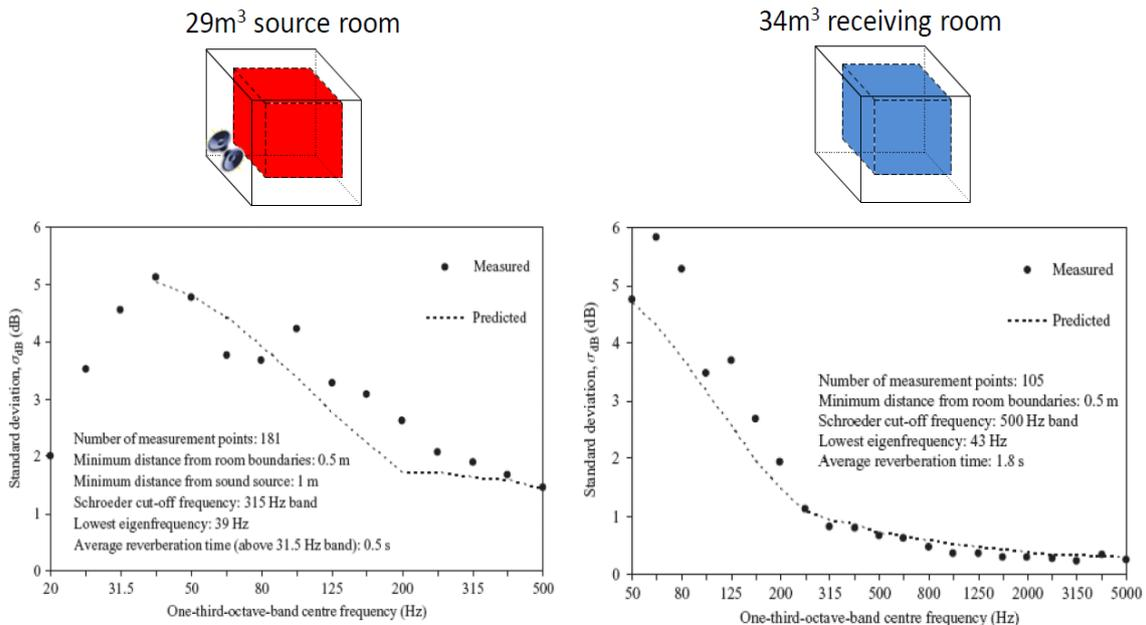 29m³ source room
34m³ receiving room
6
5
4
3
2
1
0
Standard deviation, σdB (dB)
Measured
Predicted
Number of measurement points: 181
Minimum distance from room boundaries: 0.5 m
Minimum distance from sound source: 1 m
Schroeder cut-off frequency: 315 Hz band
Lowest eigenfrequency: 39 Hz
Average reverberation time (above 31.5 Hz band): 0.5 s
20 31.5 50 80 125 200 315 500
One-third-octave-band centre frequency (Hz)
6
5
4
3
2
1
0
Standard deviation, σdB (dB)
Measured
Predicted
Number of measurement points: 105
Minimum distance from room boundaries: 0.5 m
Schroeder cut-off frequency: 500 Hz band
Lowest eigenfrequency: 43 Hz
Average reverberation time: 1.8 s
50 80 125 200 315 500 800 1250 2000 3150 5000
One-third-octave-band centre frequency (Hz)